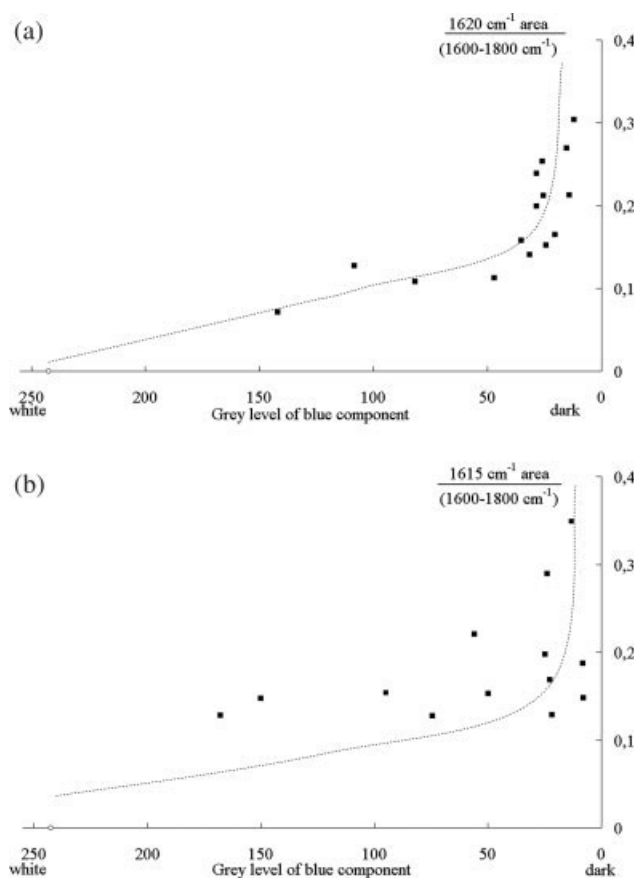 (a)
1620 cm⁻¹ area
(1600-1800 cm⁻¹)
0,4
0,3
0,2
0,1
0
250 200 150 100 50 0
white Grey level of blue component dark
(b)
1615 cm⁻¹ area
(1600-1800 cm⁻¹)
0,4
0,3
0,2
0,1
0
250 200 150 100 50 0
white Grey level of blue component dark